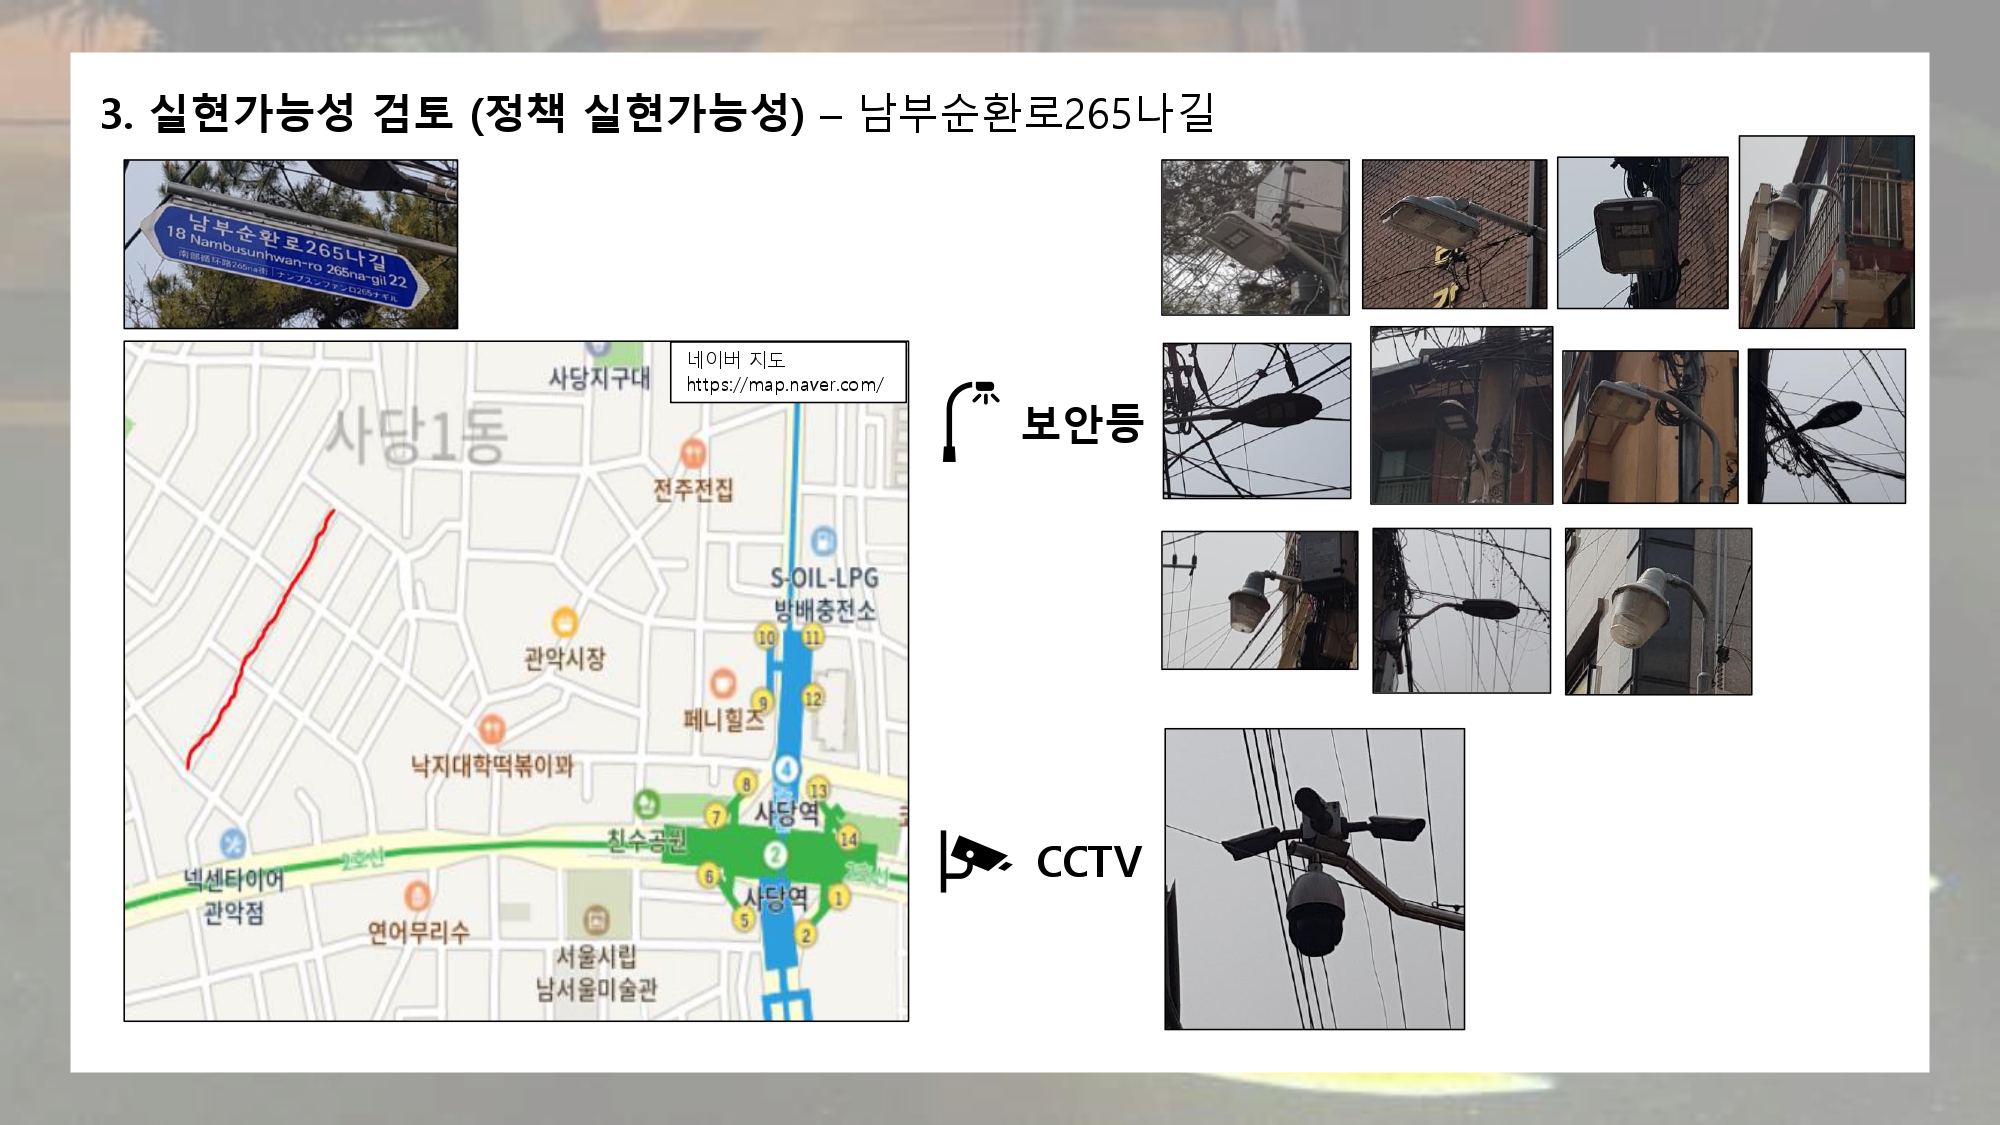 3. 실현가능성 검토 (정책 실현가능성) – 남부순환로265나길
남부순환로265나길
18 Nambusunhwan-ro 265na-gil 22
南部循环路265na街 | ナンブスンファンロ265ナギル
네이버 지도
https://map.naver.com/
사당지구대
사당1동
전주전집
S-OIL-LPG
방배충전소
10 11
관악시장
9 12
페니힐즈
낙지대학떡볶이꽈
4
8 13
사당역
7
14
친수공원
2호선
2
2호선
6
넥센타이어
관악점
사당역
1
5
2
연어무리수
서울시립
남서울미술관
보안등
CCTV